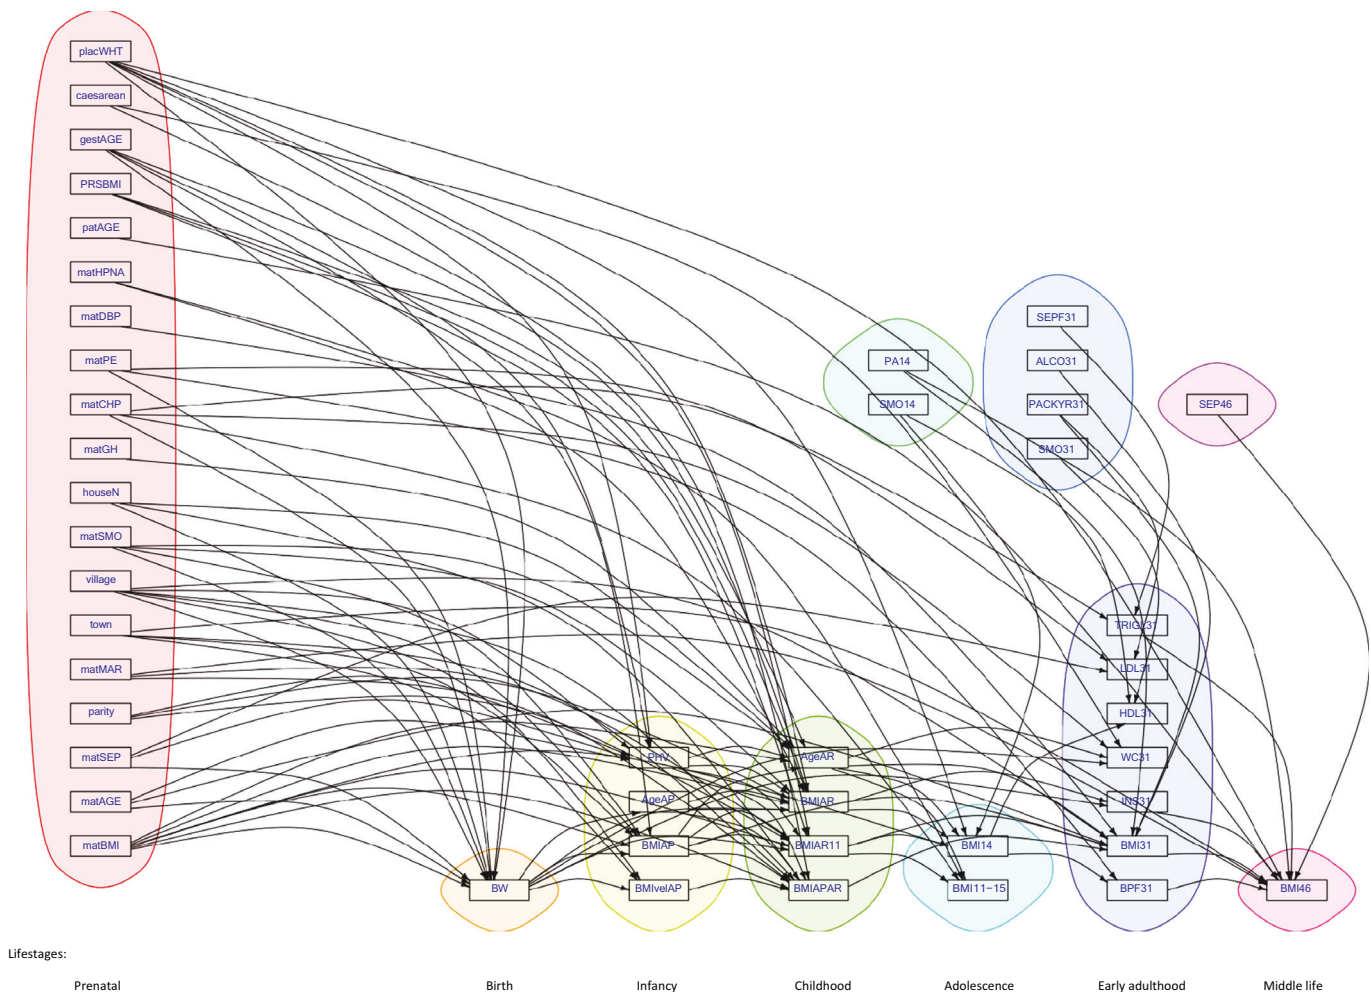 placWHT
caesarean
gestAGE
PRSBMI
patAGE
matHPNA
matDBP
matPE
matCHP
matGH
houseN
matSMO
village
town
matMAR
parity
matSEP
matAGE
matBMI
BW
PHV
AgeAP
BMIAP
BMIvelAP
AgeAR
BMIAR
BMIAR11
BMIAPAR
PA14
SMO14
BMI14
BMI11−15
SEPF31
ALCO31
PACKYR31
SMO31
TRIGL31
LDL31
HDL31
WC31
INS31
BMI31
BPF31
SEP46
BMI46
Lifestages:
Prenatal Birth Infancy Childhood Adolescence Early adulthood Middle life